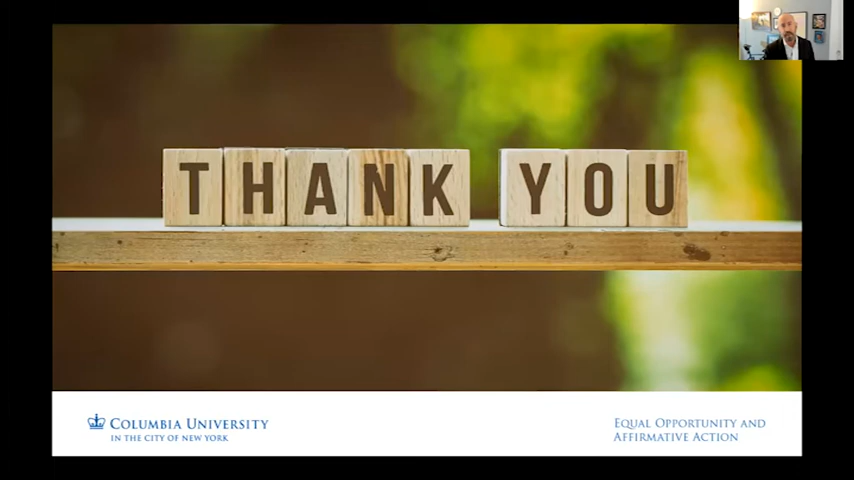 THANK YOU
COLUMBIA UNIVERSITY
IN THE CITY OF NEW YORK
EQUAL OPPORTUNITY AND
AFFIRMATIVE ACTION